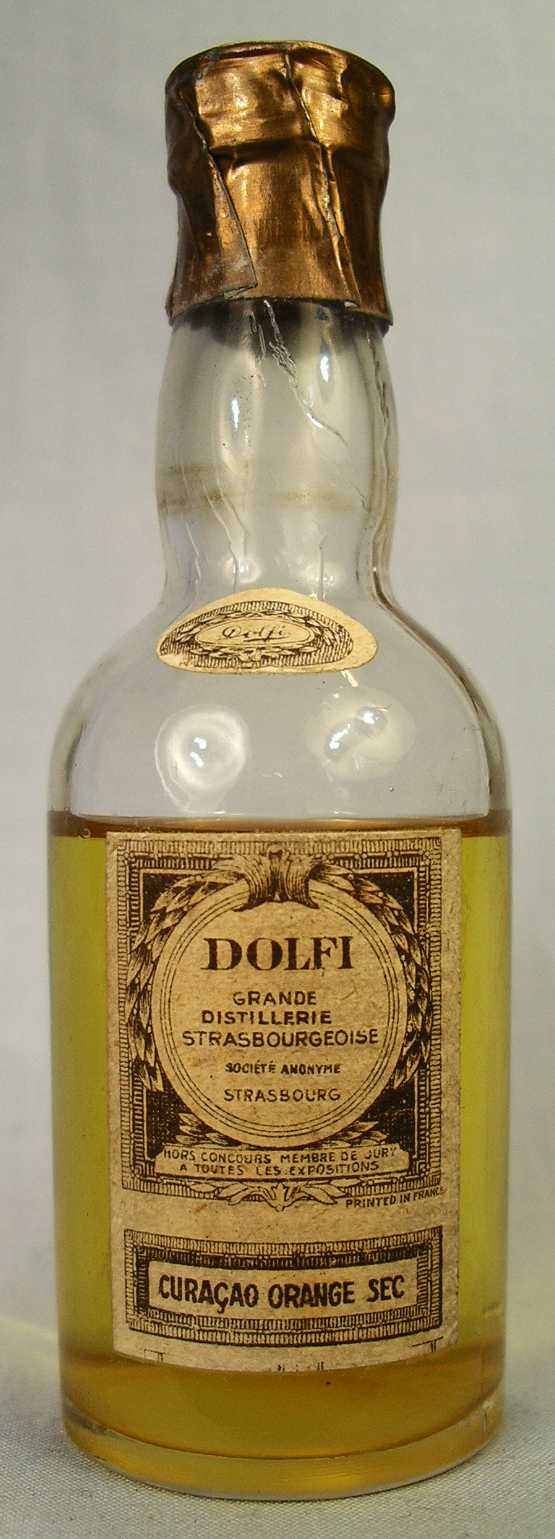 Dolfi
DOLFI
GRANDE
DISTILLERIE
STRASBOURGEOISE
SOCIÉTÉ ANONYME
STRASBOURG
HORS CONCOURS MEMBRE DE JURY
A TOUTES LES EXPOSITIONS
PRINTED IN FRANCE
CURAÇAO ORANGE SEC